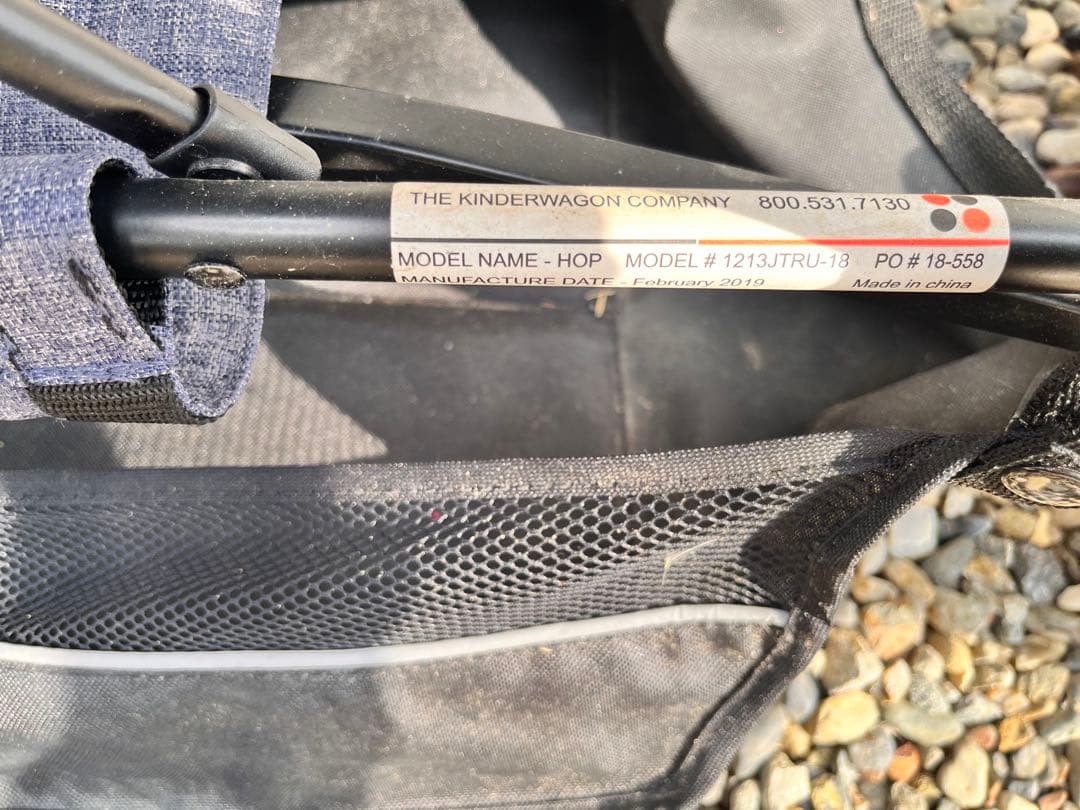 THE KINDERWAGON COMPANY 800.531.7130
MODEL NAME - HOP MODEL # 1213JTRU-18 PO # 18-558
MANUFACTURE DATE - February 2019 Made in china